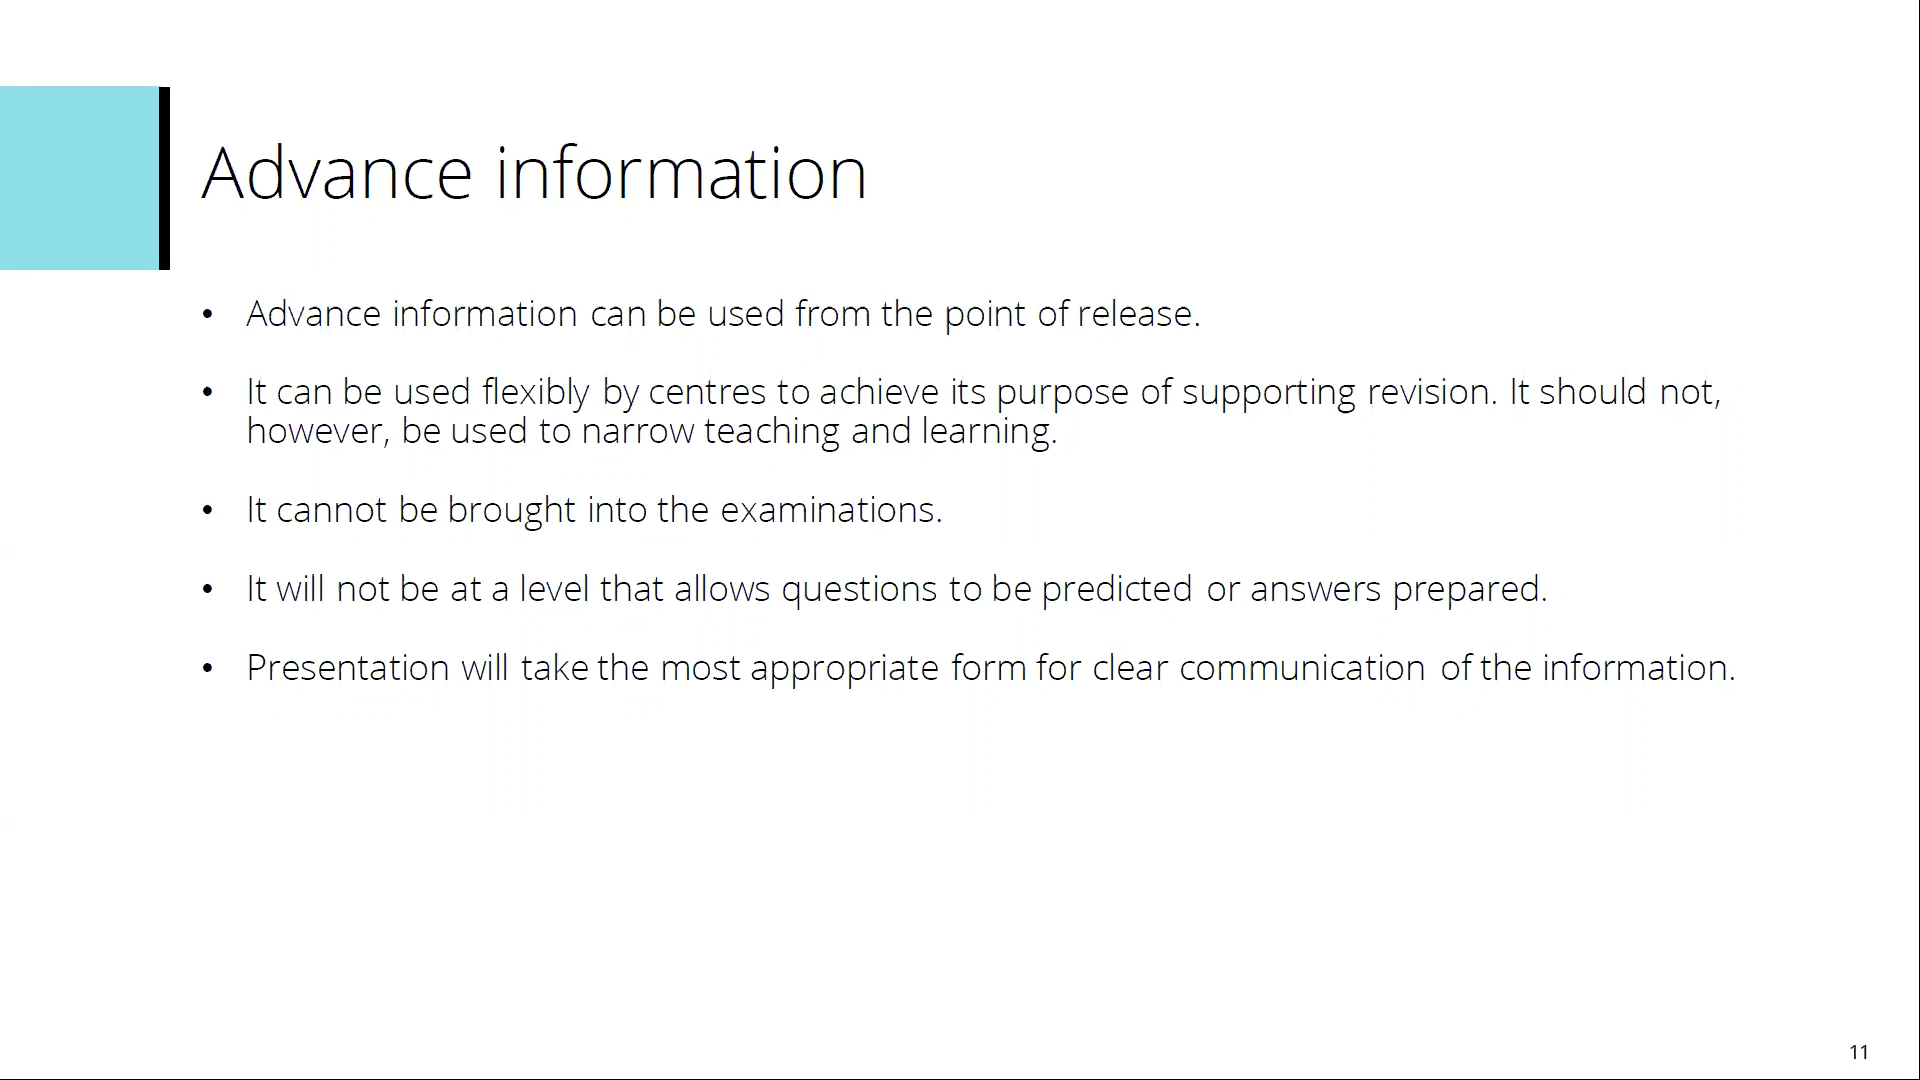 Advance information
• Advance information can be used from the point of release.
• It can be used flexibly by centres to achieve its purpose of supporting revision. It should not,
however, be used to narrow teaching and learning.
• It cannot be brought into the examinations.
• It will not be at a level that allows questions to be predicted or answers prepared.
• Presentation will take the most appropriate form for clear communication of the information.
11